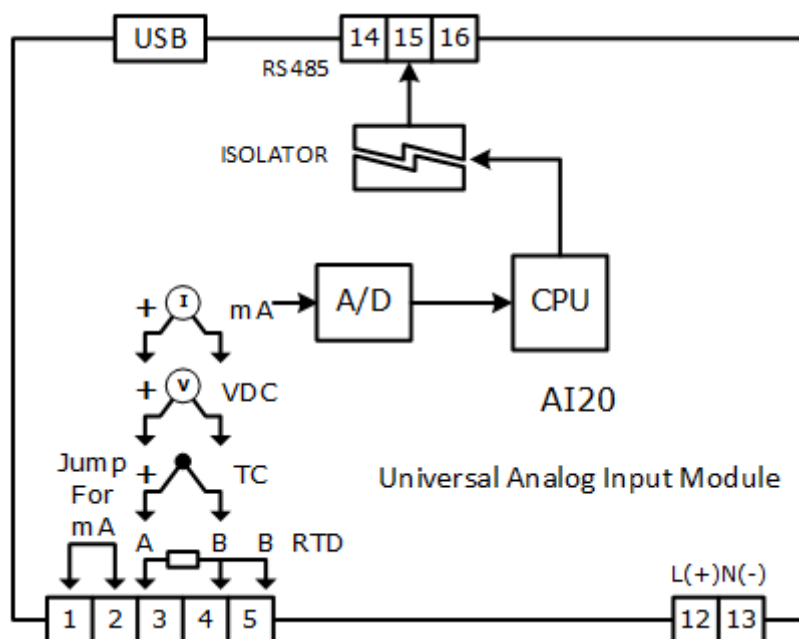 USB
14 15 16
RS485
ISOLATOR
+ I mA
A/D
CPU
+ V VDC
AI20
Jump
For
mA
+ TC
Universal Analog Input Module
A B B RTD
L(+)N(-)
1 2 3 4 5
12 13